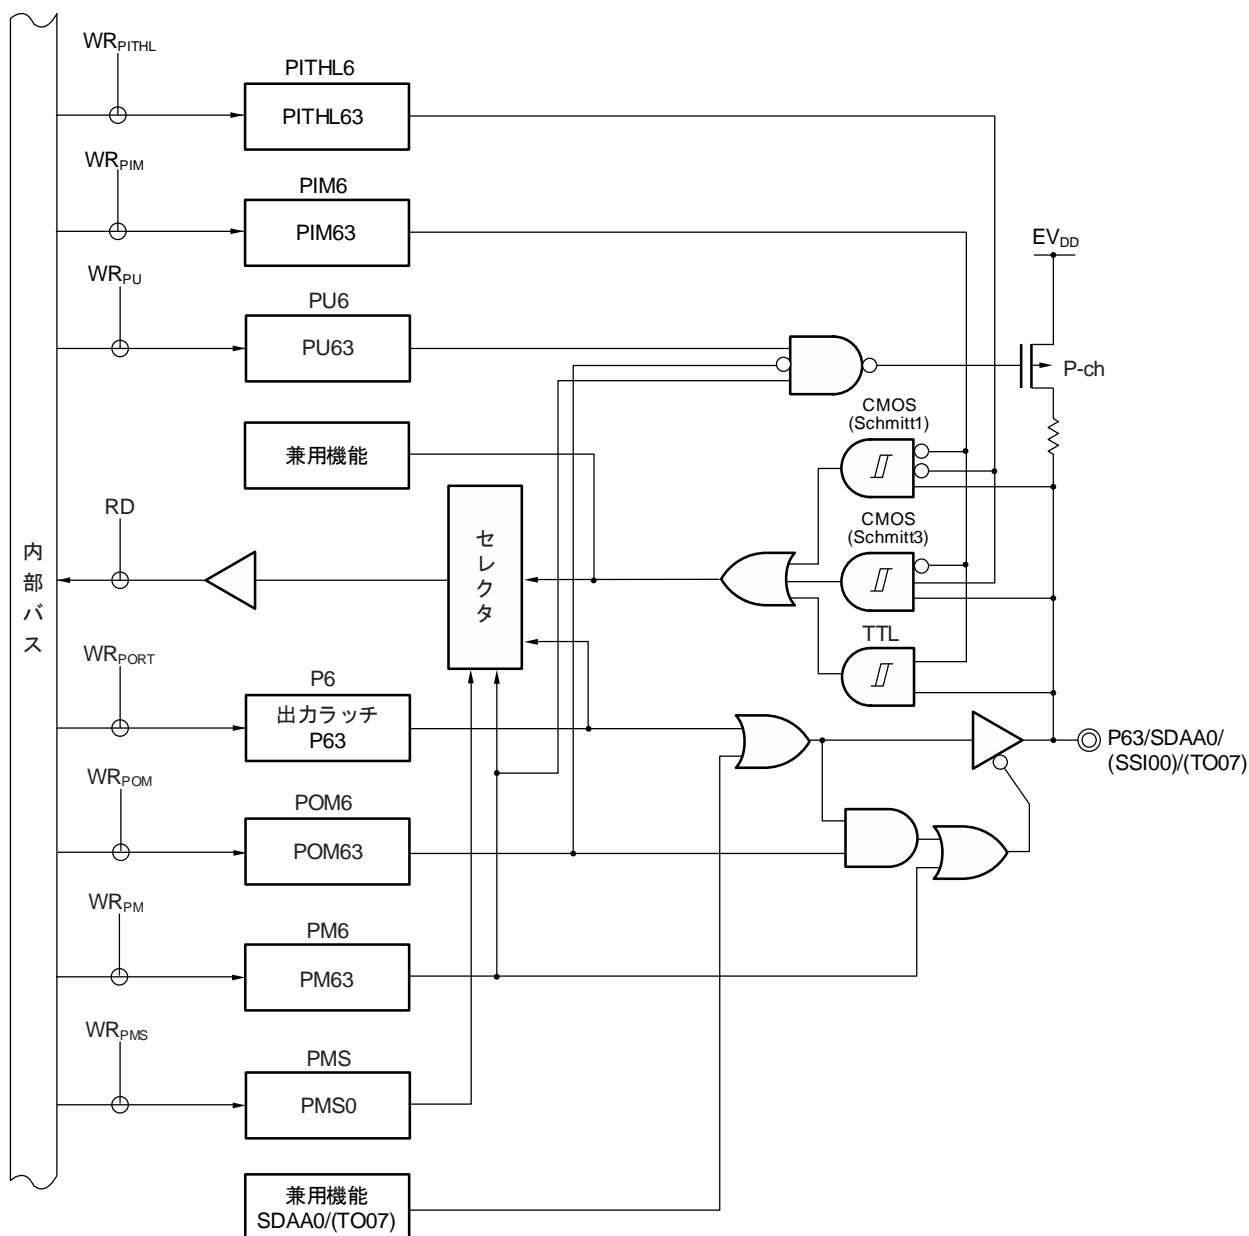 WRPITHL
PITHL6
PITHL63
WRPIM
PIM6
PIM63
EVDD
WRPU
PU6
PU63
P-ch
CMOS
(Schmitt1)
兼用機能
RD
セレクタ
CMOS
(Schmitt3)
内部バス
TTL
WRPORT
P6
出力ラッチ
P63
P63/SDAA0/
(SSI00)/(TO07)
WRPOM
POM6
POM63
WRPM
PM6
PM63
WRPMS
PMS
PMS0
兼用機能
SDAA0/(TO07)